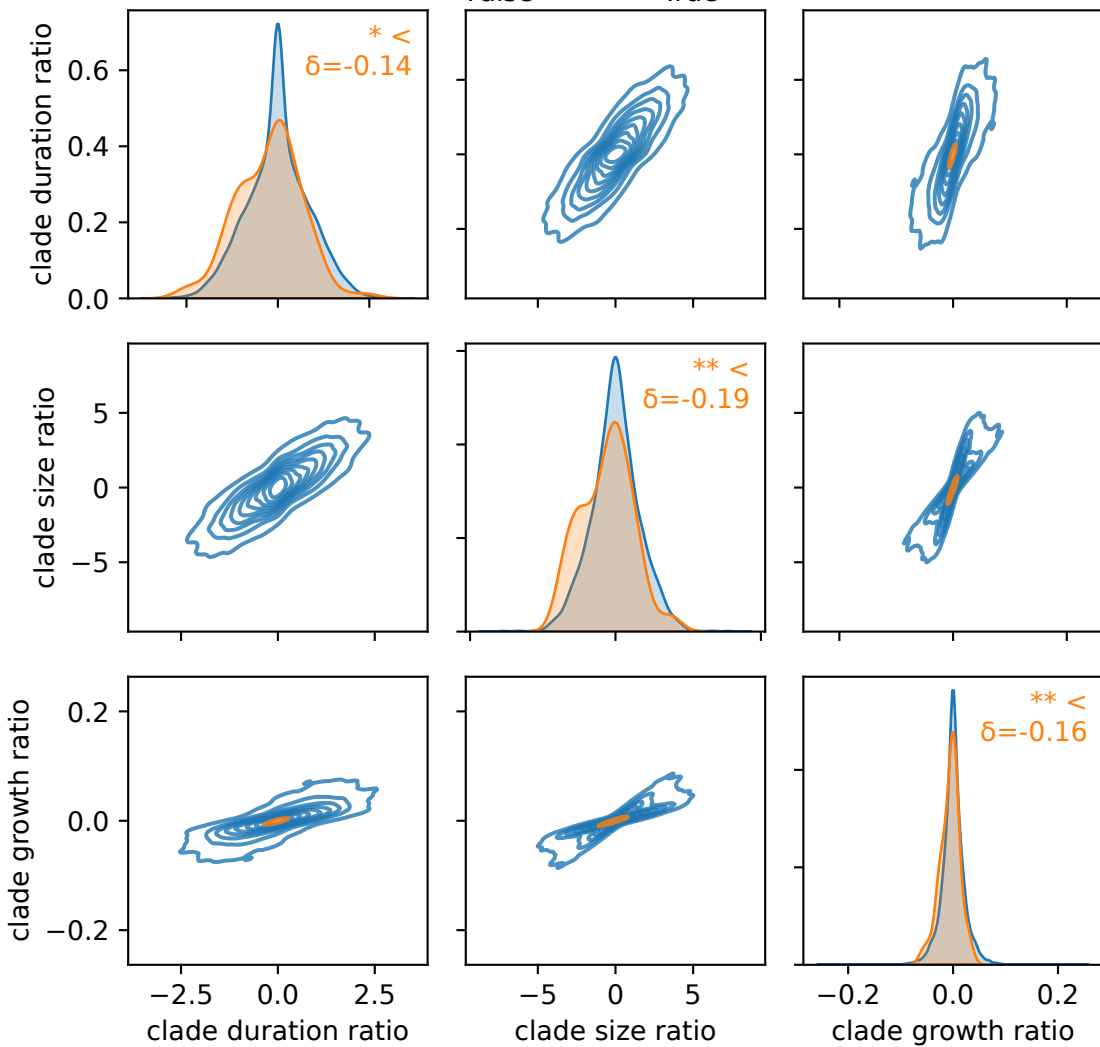 clade duration ratio
0.6
0.4
0.2
0.0
* <
δ=-0.14
clade size ratio
5
0
−5
** <
δ=-0.19
clade growth ratio
0.2
0.0
−0.2
** <
δ=-0.16
−2.5 0.0 2.5
−5 0 5
−0.2 0.0 0.2
clade duration ratio
clade size ratio
clade growth ratio